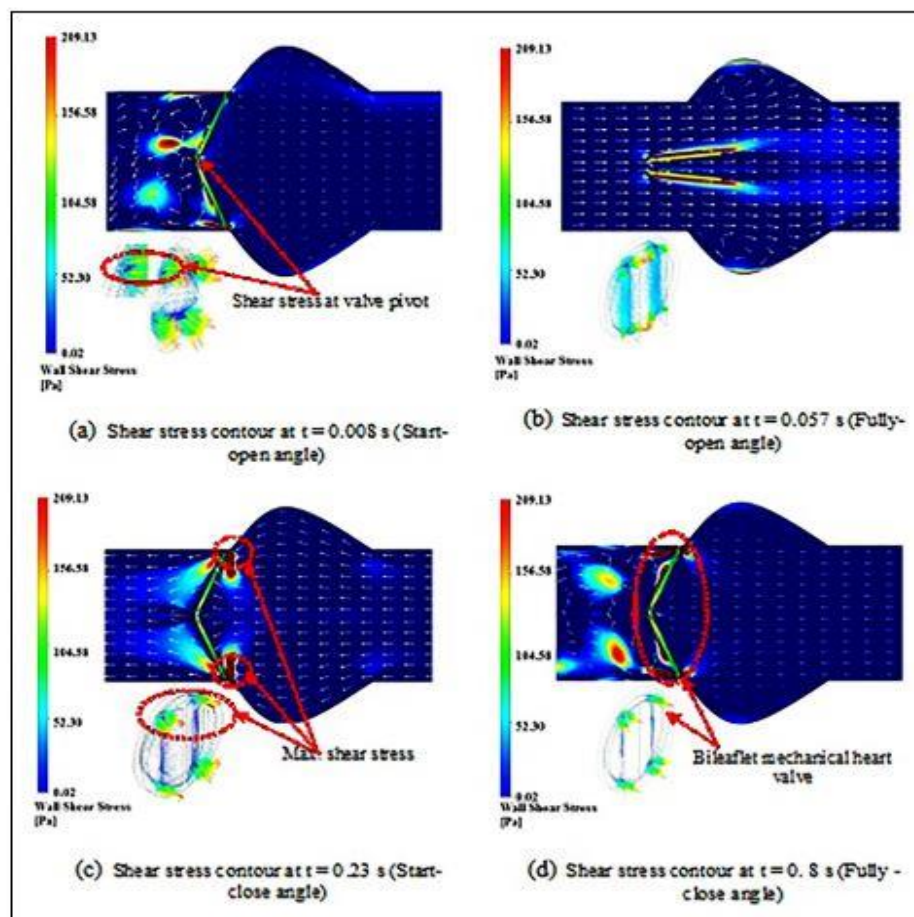 209.13
156.58
104.58
52.30
0.02
Wall Shear Stress
[Pa]
Shear stress at valve pivot
(a) Shear stress contour at t = 0.008 s (Start-
open angle)
209.13
156.58
104.58
52.30
0.02
Wall Shear Stress
[Pa]
(b) Shear stress contour at t = 0.057 s (Fully-
open angle)
209.13
156.58
104.58
52.30
0.02
Wall Shear Stress
[Pa]
shear stress
(c) Shear stress contour at t = 0.23 s (Start-
close angle)
209.13
156.58
104.58
52.30
0.02
Wall Shear Stress
[Pa]
Bileaflet mechanical heart
valve
(d) Shear stress contour at t = 0. 8 s (Fully -
close angle)